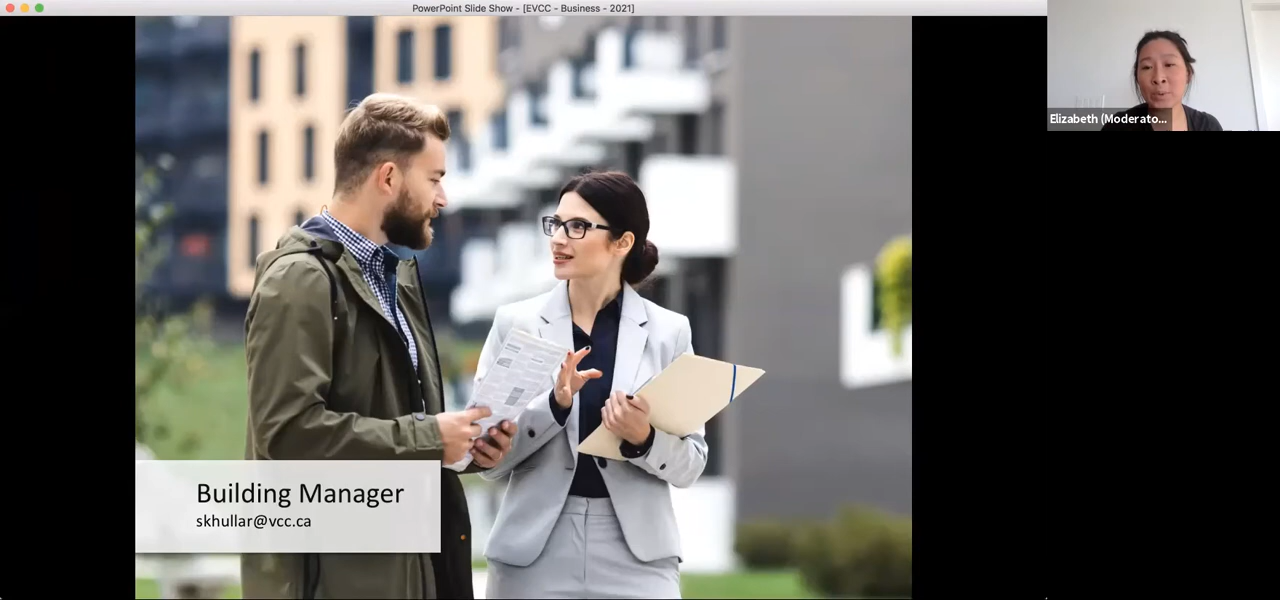 PowerPoint Slide Show - [EVCC - Business - 2021]
Elizabeth (Moderato...
Building Manager
skhullar@vcc.ca